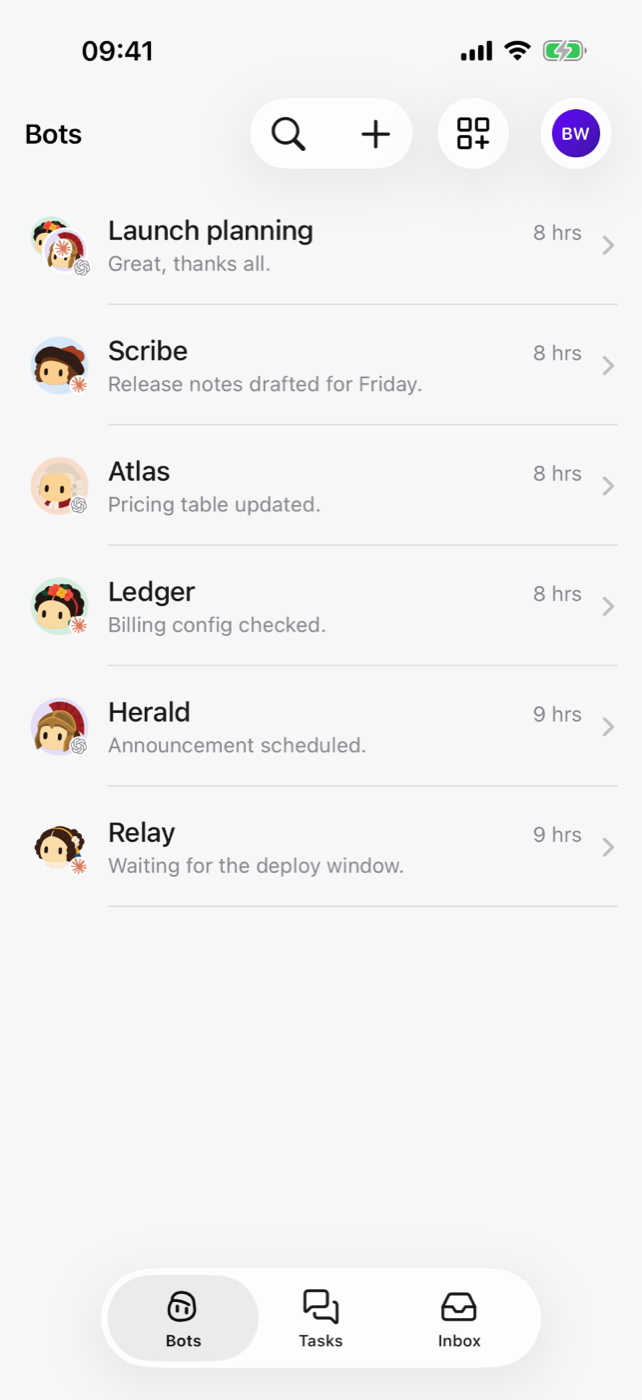 09:41
Bots
BW
Launch planning
8 hrs
Great, thanks all.
Scribe
8 hrs
Release notes drafted for Friday.
Atlas
8 hrs
Pricing table updated.
Ledger
8 hrs
Billing config checked.
Herald
9 hrs
Announcement scheduled.
Relay
9 hrs
Waiting for the deploy window.
Bots
Tasks
Inbox